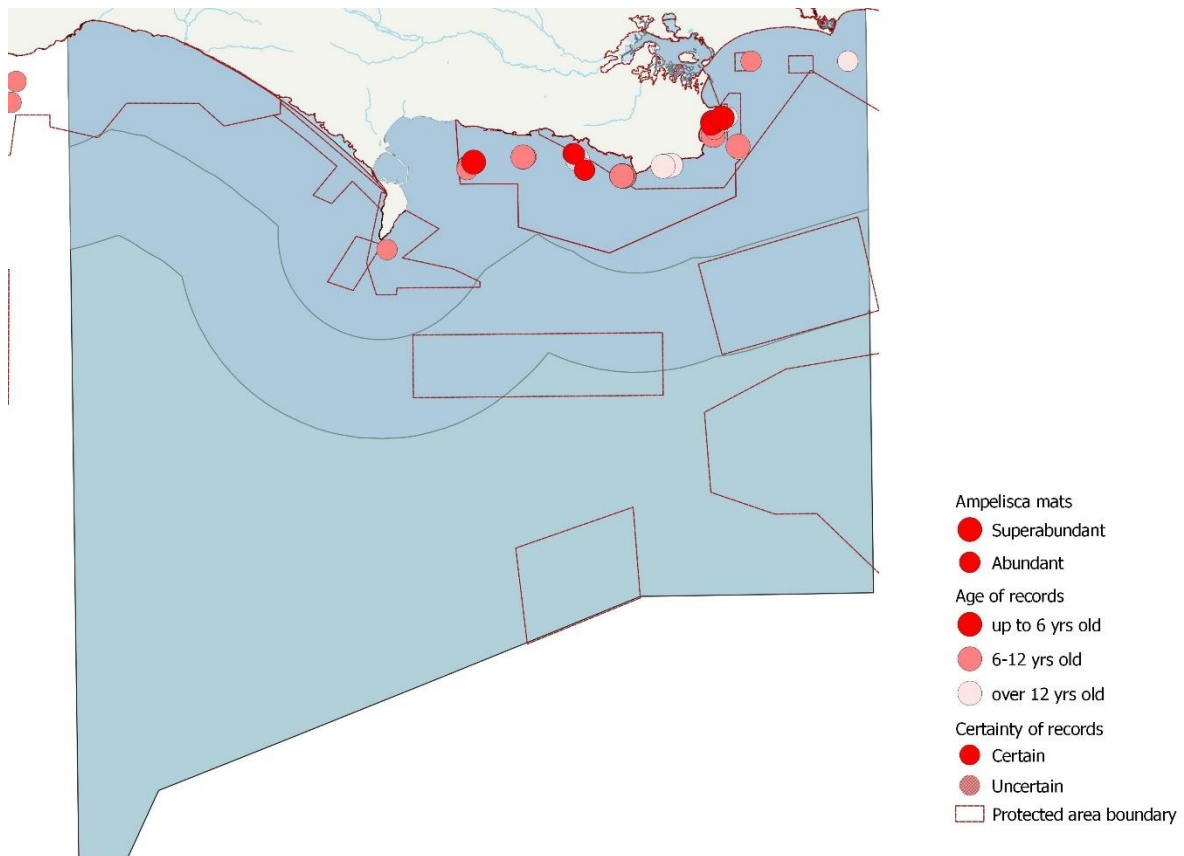 Ampelisca mats
Superabundant
Abundant
Age of records
up to 6 yrs old
6-12 yrs old
over 12 yrs old
Certainty of records
Certain
Uncertain
Protected area boundary